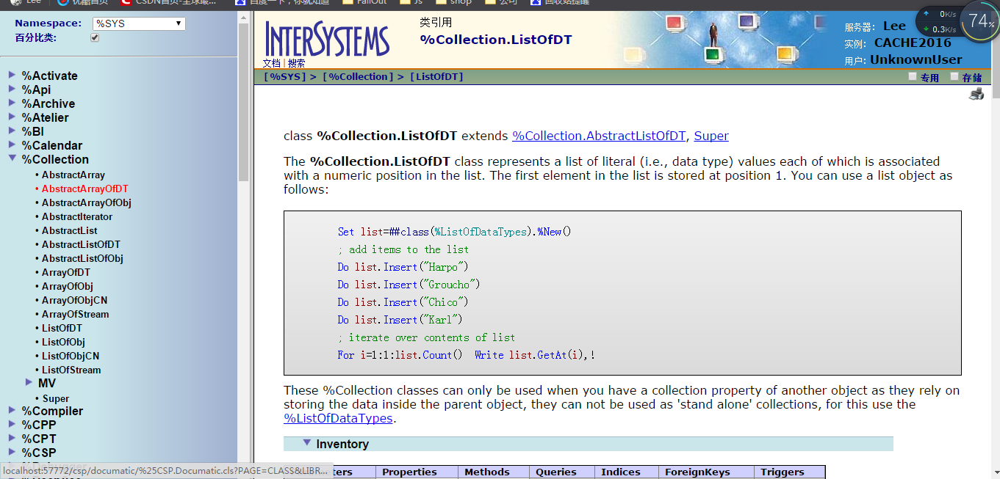 Lee
优酷首页
CSDN首页-全球最...
百度一下，你就知道
FallOut
Js
shop
公司
回收站提醒
Namespace: %SYS
百分比类:
%Activate
%Api
%Archive
%Atelier
%BI
%Calendar
%Collection
• AbstractArray
• AbstractArrayOfDT
• AbstractArrayOfObj
• AbstractIterator
• AbstractList
• AbstractListOfDT
• AbstractListOfObj
• ArrayOfDT
• ArrayOfObj
• ArrayOfObjCN
• ArrayOfStream
• ListOfDT
• ListOfObj
• ListOfObjCN
• ListOfStream
MV
• Super
%Compiler
%CPP
%CPT
%CSP
localhost:57772/csp/documatic/%25CSP.Documatic.cls?PAGE=CLASS&LIBR...
INTERSYSTEMS
文档 | 搜索
类引用
%Collection.ListOfDT
服务器: Lee
实例: CACHE2016
用户: UnknownUser
0K/s
0.3K/s
74%
[%SYS] > [%Collection] > [ListOfDT]
专用 存储
class %Collection.ListOfDT extends %Collection.AbstractListOfDT, Super
The %Collection.ListOfDT class represents a list of literal (i.e., data type) values each of which is associated
with a numeric position in the list. The first element in the list is stored at position 1. You can use a list object as
follows:
Set list=##class(%ListOfDataTypes).%New()
; add items to the list
Do list.Insert("Harpo")
Do list.Insert("Groucho")
Do list.Insert("Chico")
Do list.Insert("Karl")
; iterate over contents of list
For i=1:1:list.Count() Write list.GetAt(i),!
These %Collection classes can only be used when you have a collection property of another object as they rely on
storing the data inside the parent object, they can not be used as 'stand alone' collections, for this use the
%ListOfDataTypes.
Inventory
ters Properties Methods Queries Indices ForeignKeys Triggers